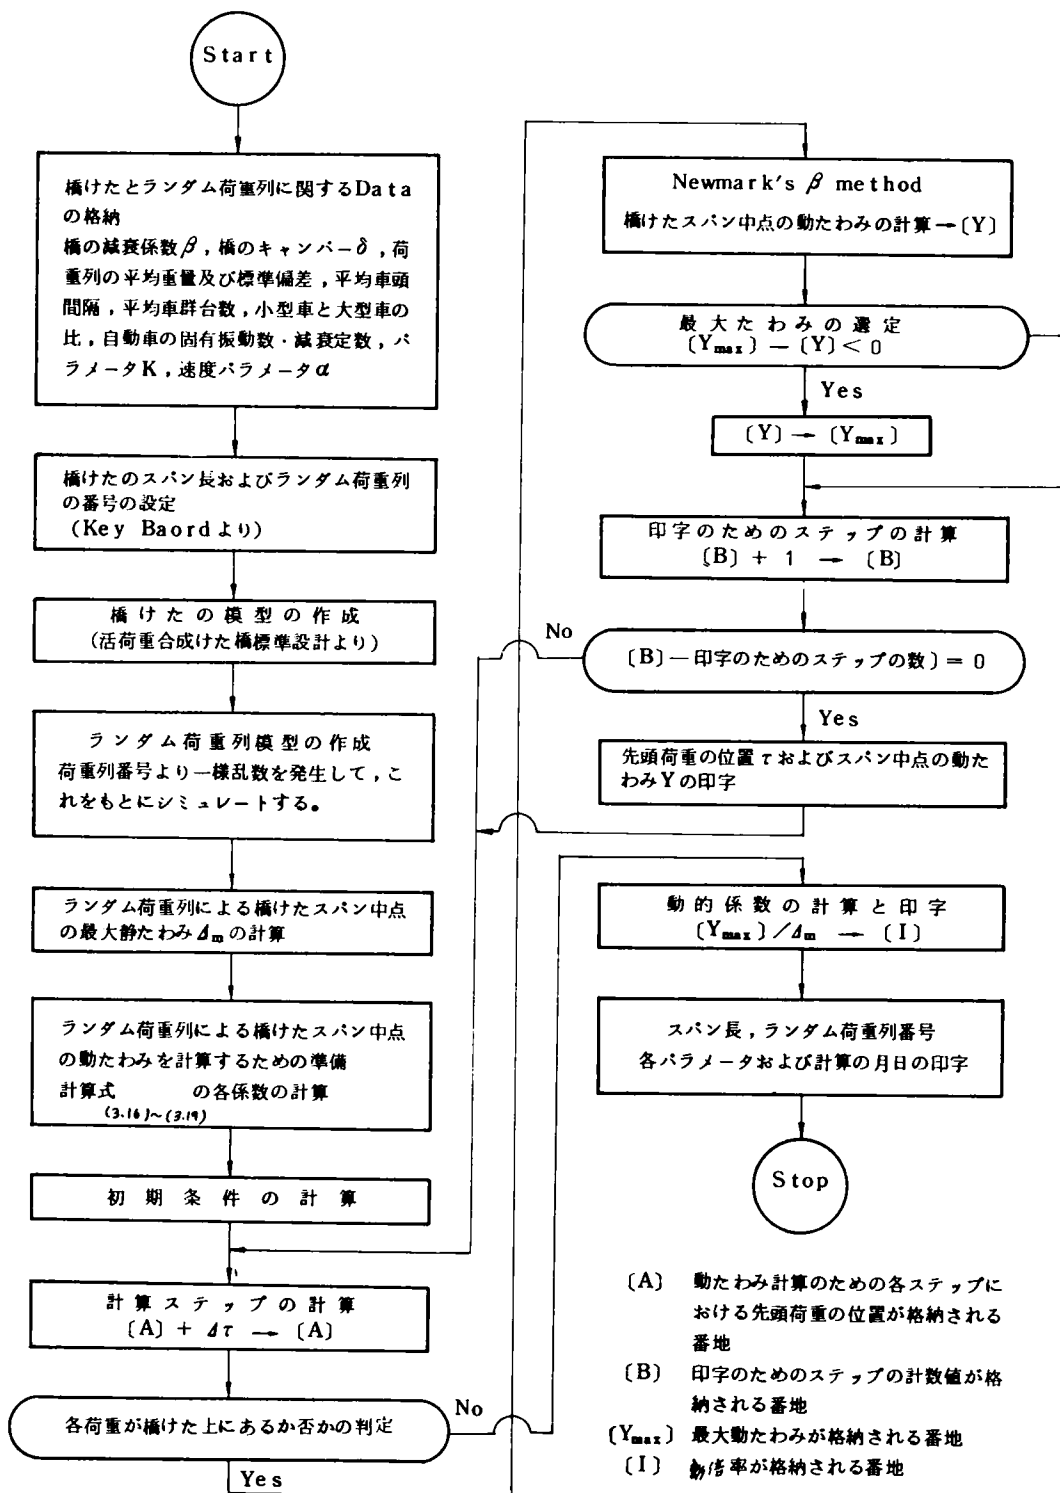 Start
橋けたとランダム荷重列に関するData
の格納
橋の減衰係数β，橋のキャンバーδ，荷
重列の平均重量及び標準偏差，平均車頭
間隔，平均車群台数，小型車と大型車の
比，自動車の固有振動数・減衰定数，パ
ラメータK，速度パラメータα
橋けたのスパン長およびランダム荷重列
の番号の設定
(Key Baordより)
橋けたの模型の作成
(活荷重合成けた橋標準設計より)
ランダム荷重列模型の作成
荷重列番号より一様乱数を発生して，こ
れをもとにシミュレートする。
ランダム荷重列による橋けたスパン中点
の最大静たわみΔm の計算
ランダム荷重列による橋けたスパン中点
の動たわみを計算するための準備
計算式　　　の各係数の計算
(3.16)~(3.19)
初期条件の計算
計算ステップの計算
〔A〕+ Δτ → 〔A〕
各荷重が橋けた上にあるか否かの判定
No
Yes
Newmark's β method
橋けたスパン中点の動たわみの計算→〔Y〕
最大たわみの選定
〔Ymax〕－〔Y〕< 0
Yes
〔Y〕→〔Ymax〕
印字のためのステップの計算
〔B〕+ 1 → 〔B〕
No
〔B〕－印字のためのステップの数〕= 0
Yes
先頭荷重の位置τおよびスパン中点の動た
わみYの印字
動的係数の計算と印字
〔Ymax〕/Δm → 〔I〕
スパン長，ランダム荷重列番号
各パラメータおよび計算の月日の印字
Stop
〔A〕 動たわみ計算のための各ステップに
おける先頭荷重の位置が格納される
番地
〔B〕 印字のためのステップの計数値が格
納される番地
〔Ymax〕 最大動たわみが格納される番地
〔I〕 動倍率が格納される番地